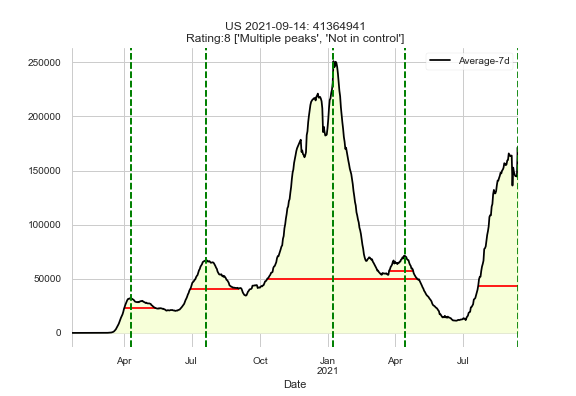 US 2021-09-14: 41364941
Rating:8 ['Multiple peaks', 'Not in control']
Average-7d
250000
200000
150000
100000
50000
0
Apr Jul Oct Jan Apr Jul
2021
Date